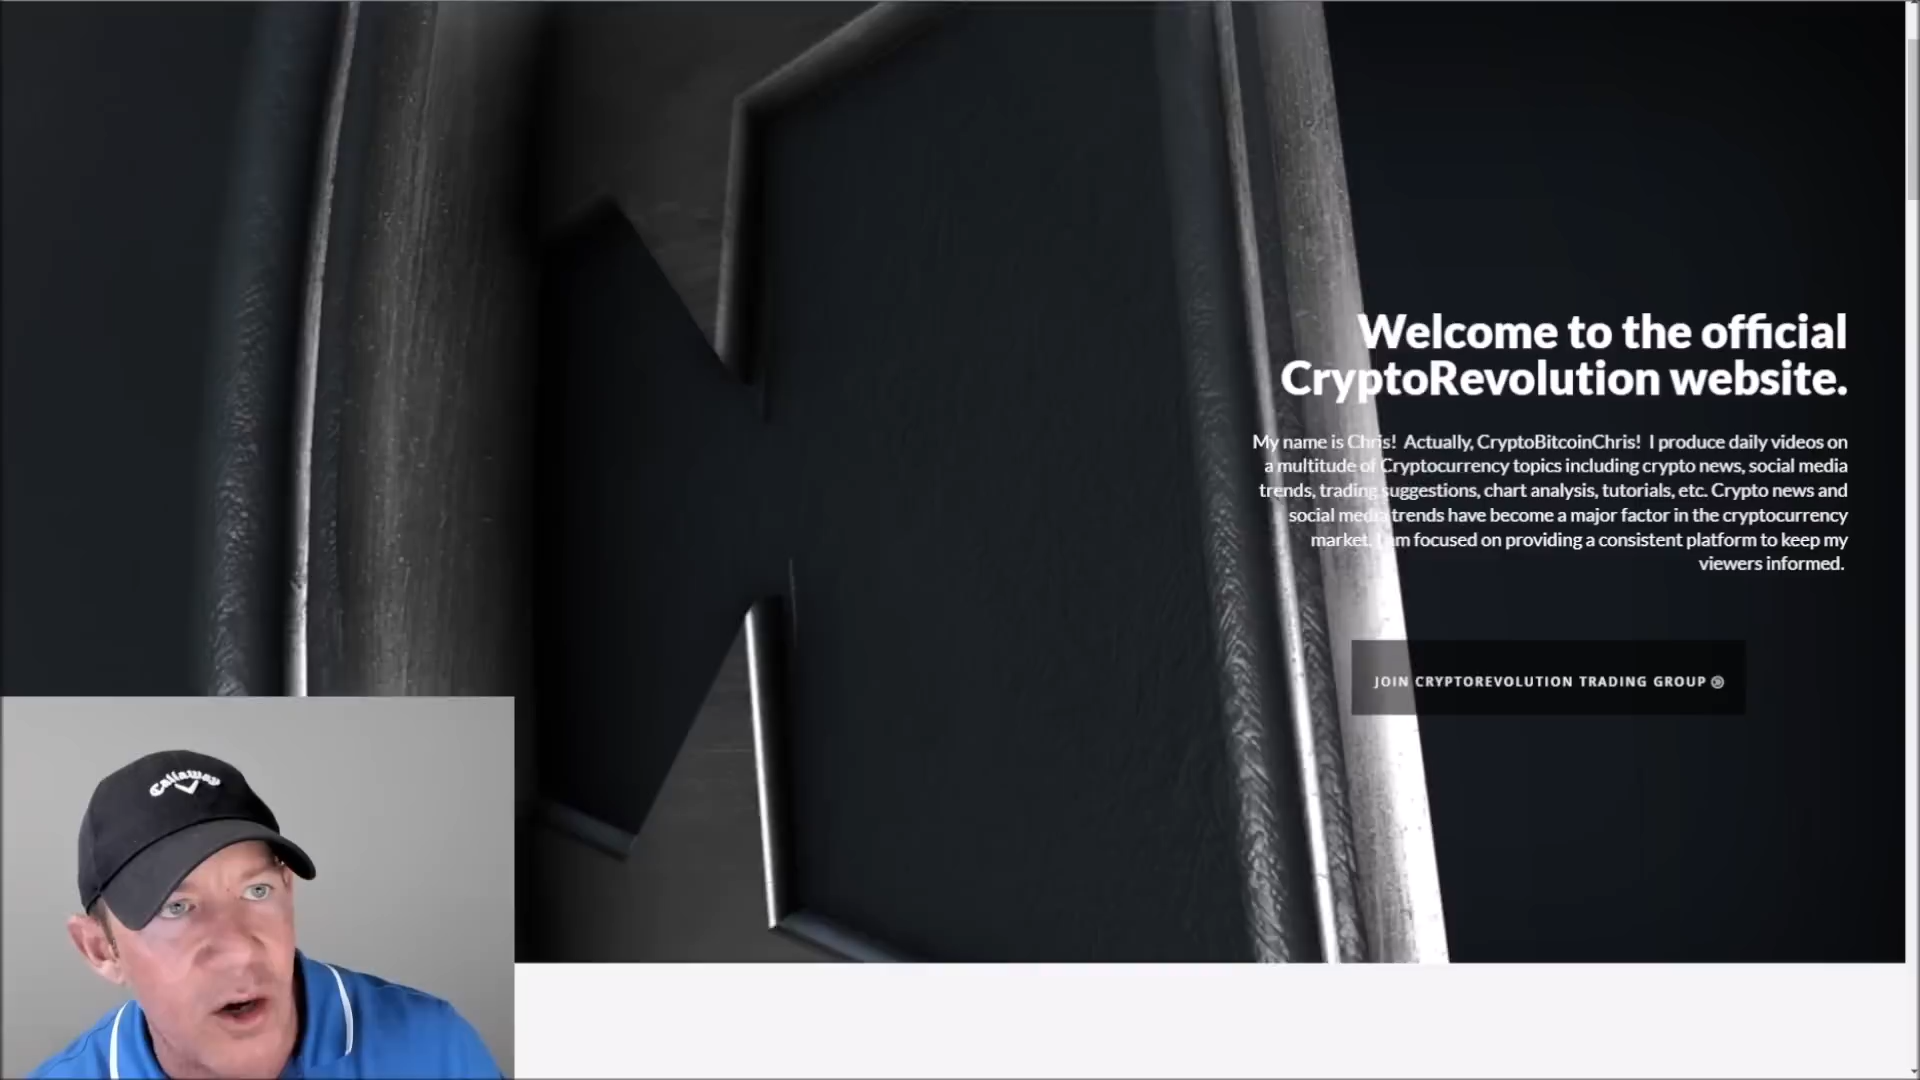 Welcome to the official
CryptoRevolution website.
My name is Chris!  Actually, CryptoBitcoinChris!  I produce daily videos on
a multitude of Cryptocurrency topics including crypto news, social media
trends, trading suggestions, chart analysis, tutorials, etc. Crypto news and
social media trends have become a major factor in the cryptocurrency
market. I am focused on providing a consistent platform to keep my
viewers informed.
JOIN CRYPTOREVOLUTION TRADING GROUP
Callaway